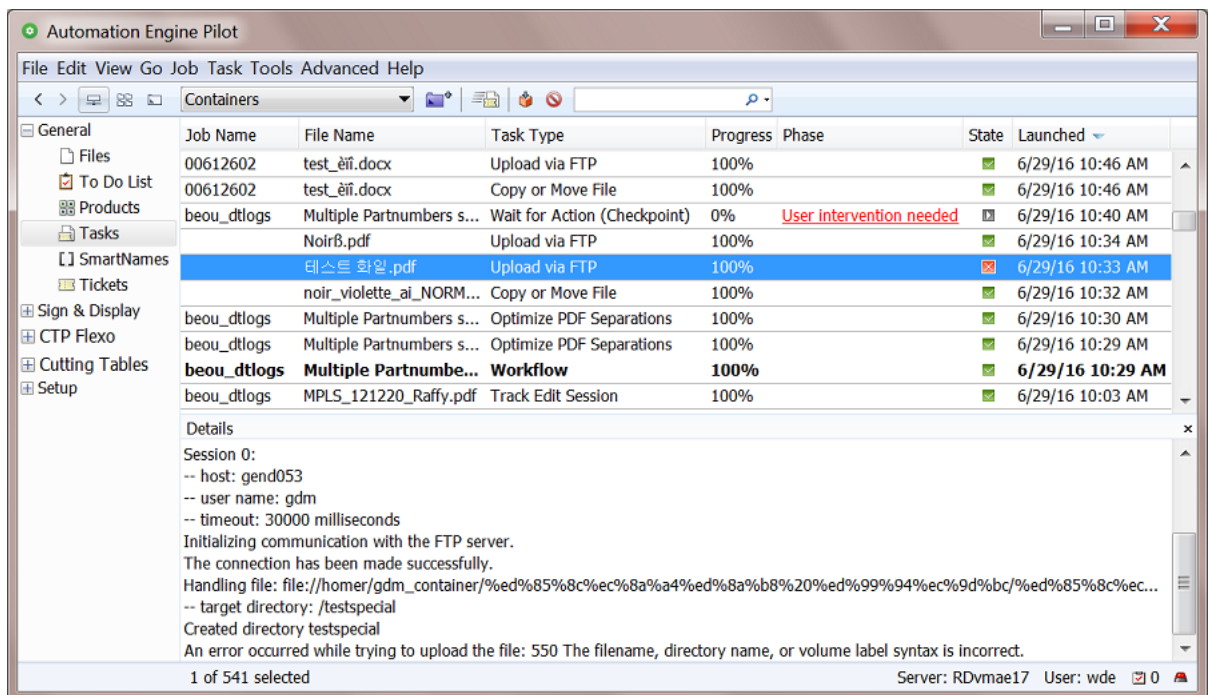 Automation Engine Pilot
File Edit View Go Job Task Tools Advanced Help
Containers
General
Files
To Do List
Products
Tasks
SmartNames
Tickets
Sign & Display
CTP Flexo
Cutting Tables
Setup
Job Name File Name Task Type Progress Phase State Launched
00612602 test_èïî.docx Upload via FTP 100% 6/29/16 10:46 AM
00612602 test_èïî.docx Copy or Move File 100% 6/29/16 10:46 AM
beou_dtlogs Multiple Partnumbers s... Wait for Action (Checkpoint) 0% User intervention needed 6/29/16 10:40 AM
Noirß.pdf Upload via FTP 100% 6/29/16 10:34 AM
테스트 화일.pdf Upload via FTP 100% 6/29/16 10:33 AM
noir_violette_ai_NORM... Copy or Move File 100% 6/29/16 10:32 AM
beou_dtlogs Multiple Partnumbers s... Optimize PDF Separations 100% 6/29/16 10:30 AM
beou_dtlogs Multiple Partnumbers s... Optimize PDF Separations 100% 6/29/16 10:29 AM
beou_dtlogs Multiple Partnumbe... Workflow 100% 6/29/16 10:29 AM
beou_dtlogs MPLS_121220_Raffy.pdf Track Edit Session 100% 6/29/16 10:03 AM
Details
Session 0:
-- host: gend053
-- user name: gdm
-- timeout: 30000 milliseconds
Initializing communication with the FTP server.
The connection has been made successfully.
Handling file: file://homer/gdm_container/%ed%85%8c%ec%8a%a4%ed%8a%b8%20%ed%99%94%ec%9d%bc/%ed%85%8c%ec...
-- target directory: /testspecial
Created directory testspecial
An error occurred while trying to upload the file: 550 The filename, directory name, or volume label syntax is incorrect.
1 of 541 selected Server: RDvmae17 User: wde 0